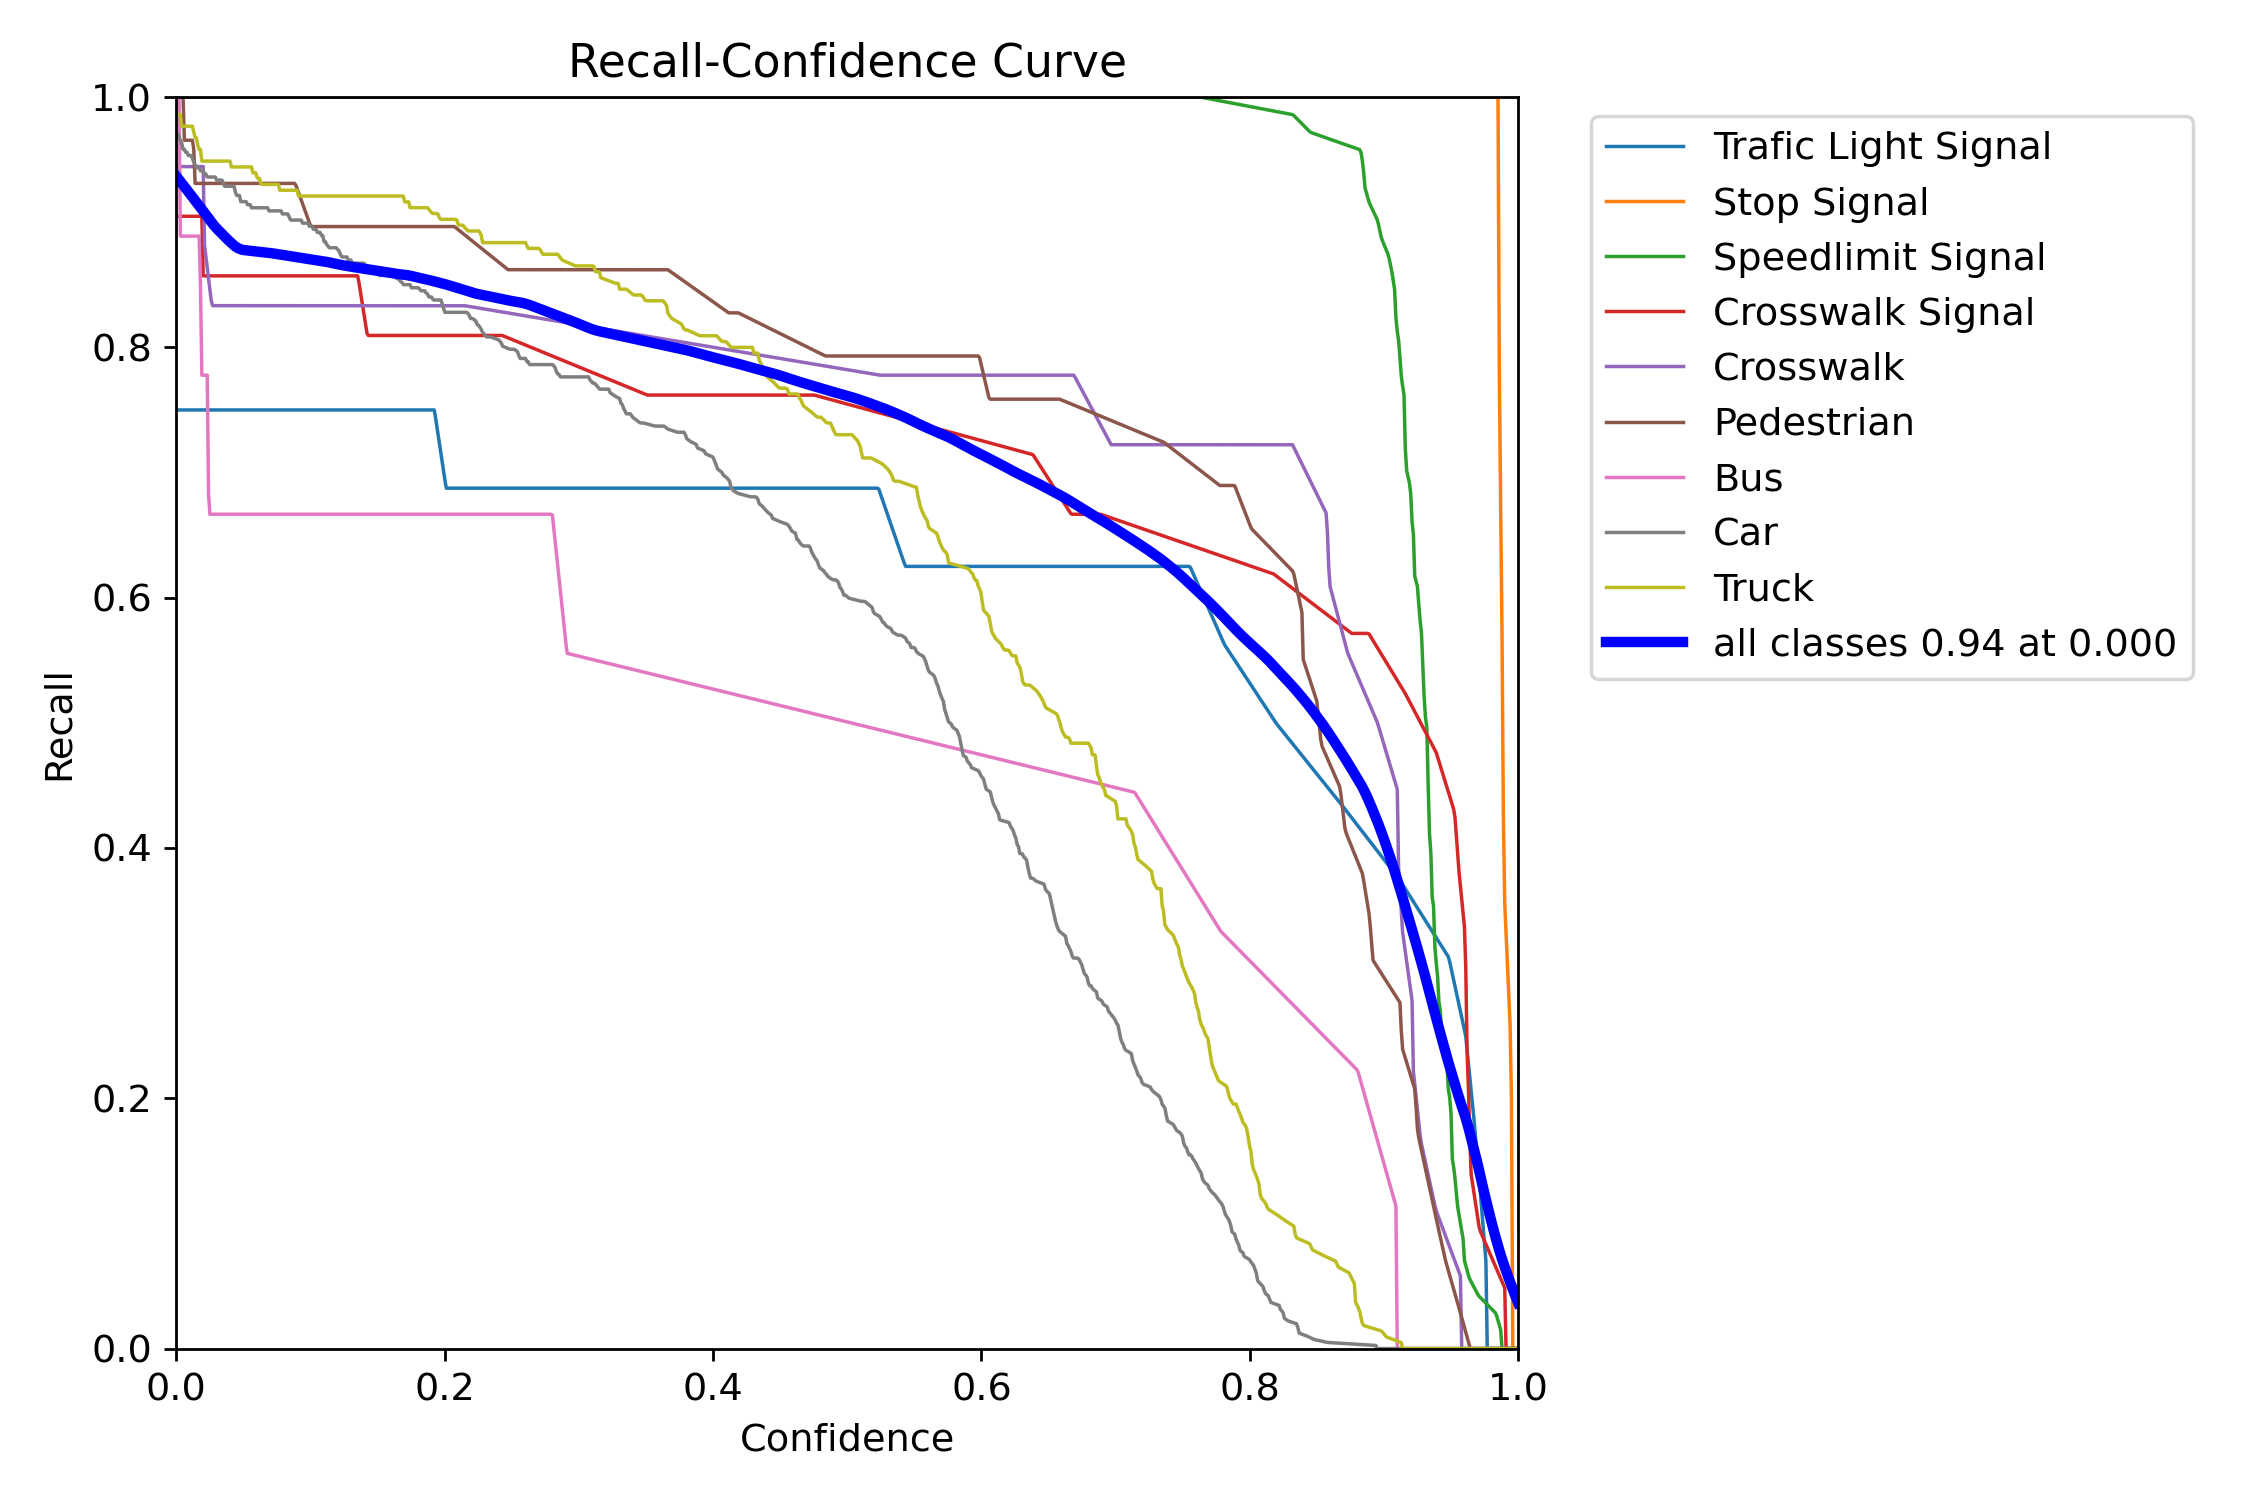 Recall-Confidence Curve
1.0
0.8
0.6
0.4
0.2
0.0
Recall
0.0 0.2 0.4 0.6 0.8 1.0
Confidence
Trafic Light Signal
Stop Signal
Speedlimit Signal
Crosswalk Signal
Crosswalk
Pedestrian
Bus
Car
Truck
all classes 0.94 at 0.000